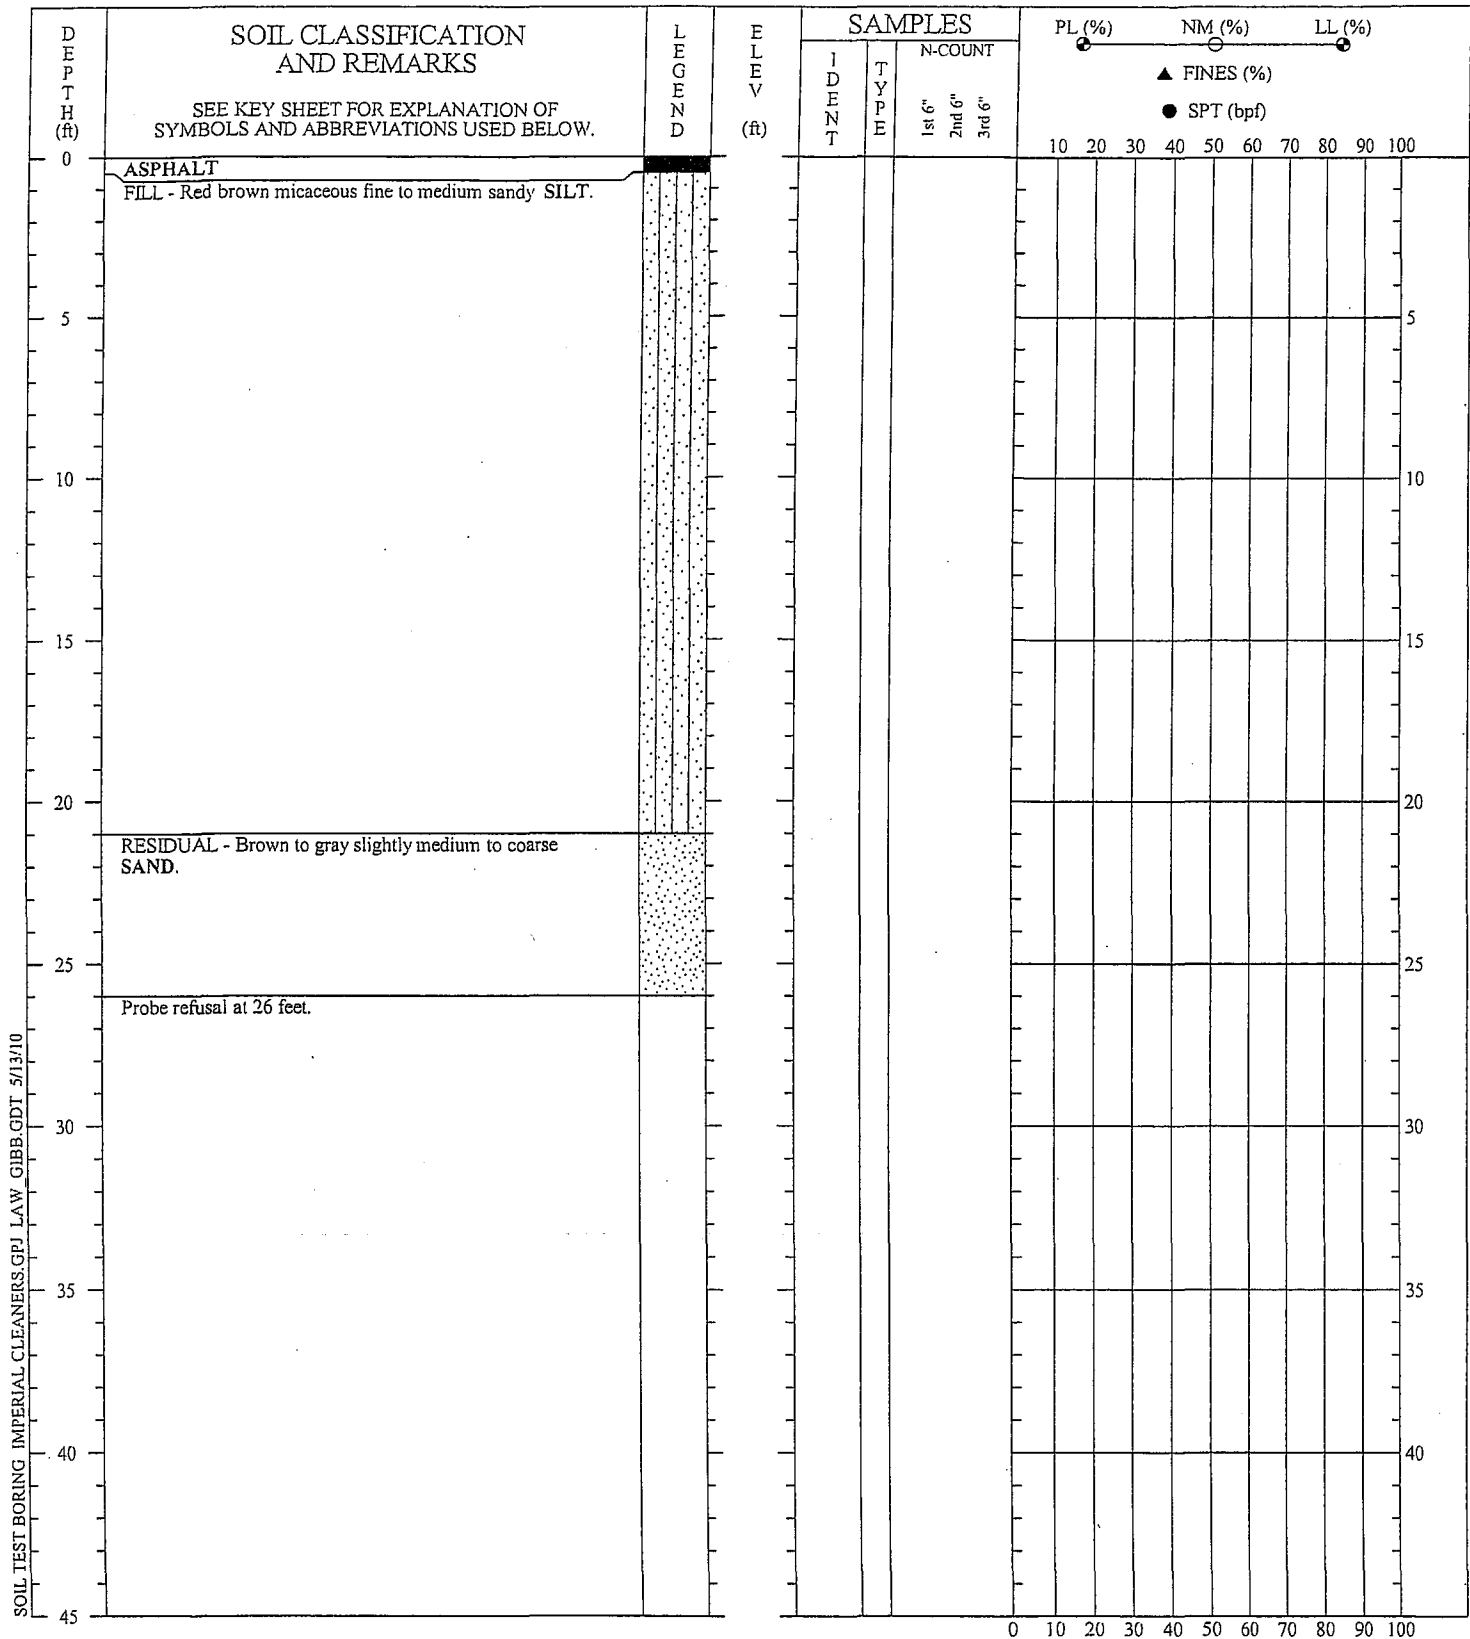 DEPTH
(ft)
SOIL CLASSIFICATION
AND REMARKS
SEE KEY SHEET FOR EXPLANATION OF
SYMBOLS AND ABBREVIATIONS USED BELOW.
LEGEND
ELEV
(ft)
SAMPLES
IDENT
TYPE
N-COUNT
1st 6"
2nd 6"
3rd 6"
PL (%) NM (%) LL (%)
▲ FINES (%)
● SPT (bpf)
10 20 30 40 50 60 70 80 90 100
0
ASPHALT
FILL - Red brown micaceous fine to medium sandy SILT.
5 5
10 10
15 15
20 20
RESIDUAL - Brown to gray slightly medium to coarse
SAND.
25 25
Probe refusal at 26 feet.
30 30
35 35
40 40
45
0 10 20 30 40 50 60 70 80 90 100
SOIL TEST BORING IMPERIAL CLEANERS.GPJ LAW_GIBB.GDT 5/13/10